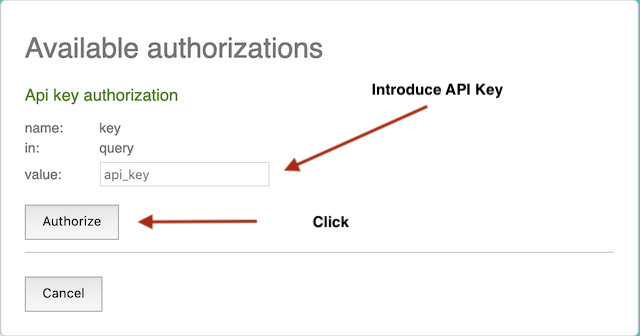 Available authorizations
Api key authorization
Introduce API Key
name: key
in: query
value: api_key
Authorize
Click
Cancel